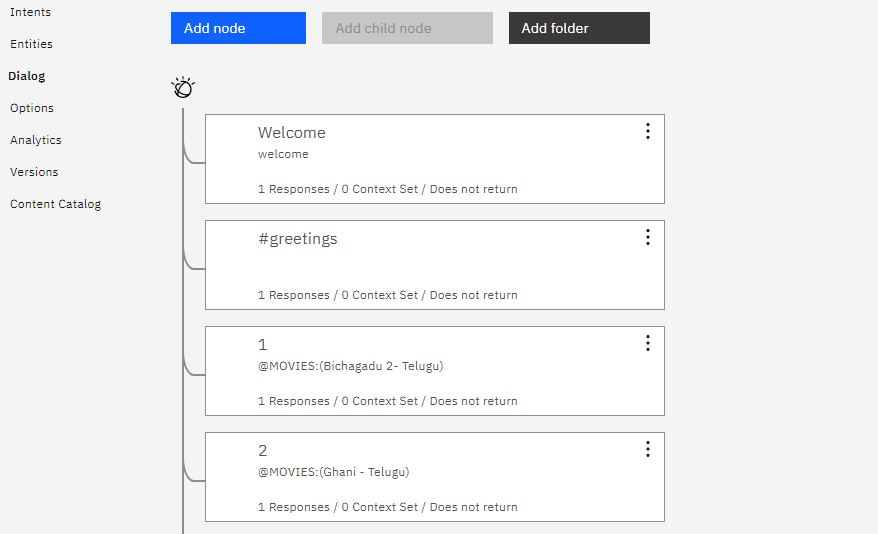 Intents
Entities
Dialog
Options
Analytics
Versions
Content Catalog
Add node
Add child node
Add folder
Welcome
welcome
1 Responses / 0 Context Set / Does not return
#greetings
1 Responses / 0 Context Set / Does not return
1
@MOVIES:(Bichagadu 2- Telugu)
1 Responses / 0 Context Set / Does not return
2
@MOVIES:(Ghani - Telugu)
1 Responses / 0 Context Set / Does not return